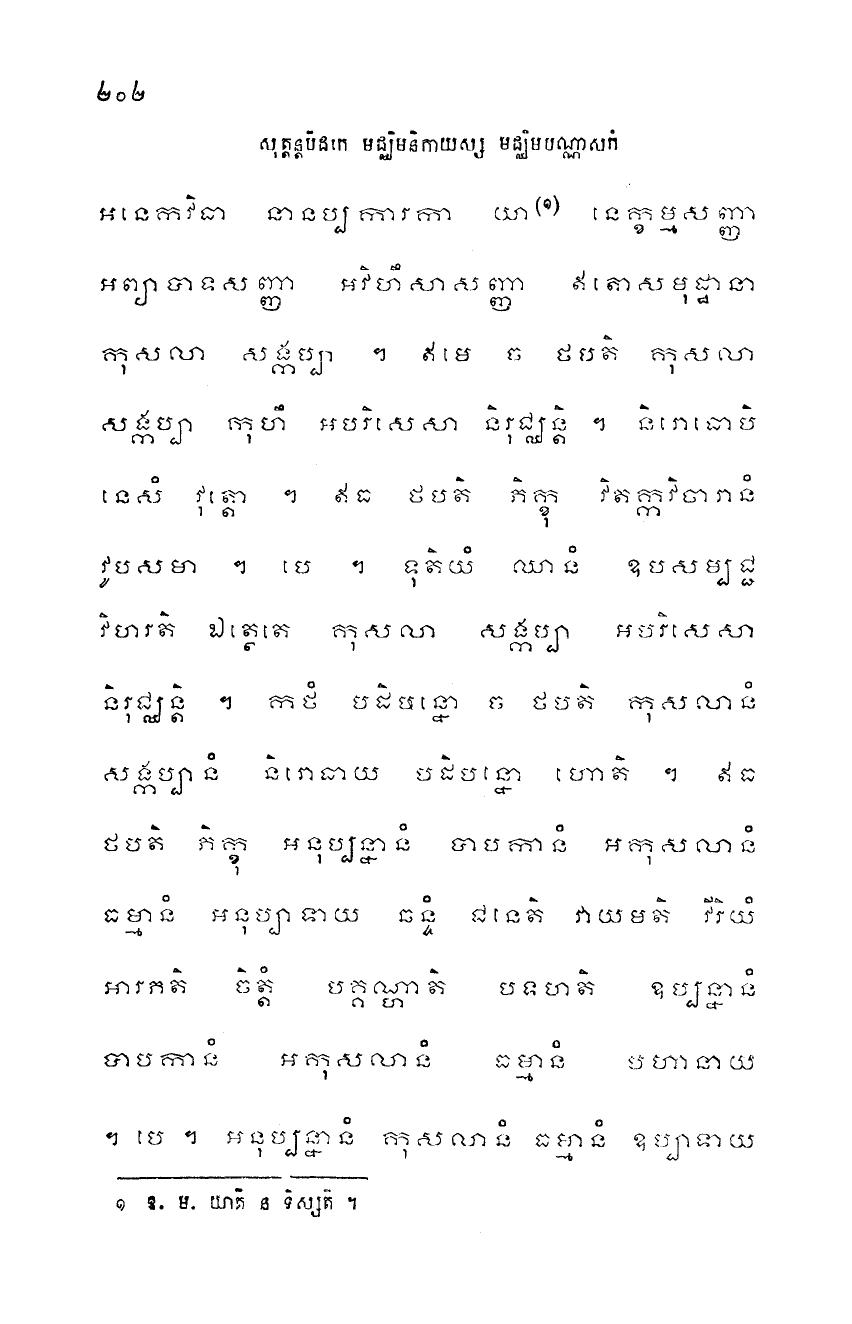 ២០២
សុត្តន្តបិដកេ មជ្ឈិមនិកាយស្ស មជ្ឈិមបណ្ណាសកំ
អនេកវិធា នានប្បការកា យា(១) នេក្ខម្មសញ្ញា
អព្យាបាទសញ្ញា អវិហឹសាសញ្ញា ឥតោសមុដ្ឋានា
កុសលា សង្កប្បា ។ ឥមេ ច ថបតិ កុសលា
សង្កប្បា កុហឹ អបរិសេសា និរុជ្ឈន្តិ ។ និរោធោបិ
នេសំ វុត្តោ ។ ឥធ ថបតិ ភិក្ខុ វិតក្កវិចារានំ
វូបសមា ។ បេ ។ ទុតិយំ ឈានំ ឧបសម្បជ្ជ
វិហរតិ ឯត្ថេតេ កុសលា សង្កប្បា អបរិសេសា
និរុជ្ឈន្តិ ។ កថំ បដិបន្នោ ច ថបតិ កុសលានំ
សង្កប្បានំ និរោធាយ បដិបន្នោ ហោតិ ។ ឥធ
ថបតិ ភិក្ខុ អនុប្បន្នានំ បាបកានំ អកុសលានំ
ធម្មានំ អនុប្បាទាយ ឆន្ទំ ជនេតិ វាយមតិ វីរិយំ
អារភតិ ចិត្តំ បគ្គណ្ហាតិ បទហតិ ឧប្បន្នានំ
បាបកានំ អកុសលានំ ធម្មានំ បហានាយ
។ បេ ។ អនុប្បន្នានំ កុសលានំ ធម្មានំ ឧប្បាទាយ
១ ឱ. ម. យាតិ ន ទិស្សតិ ។